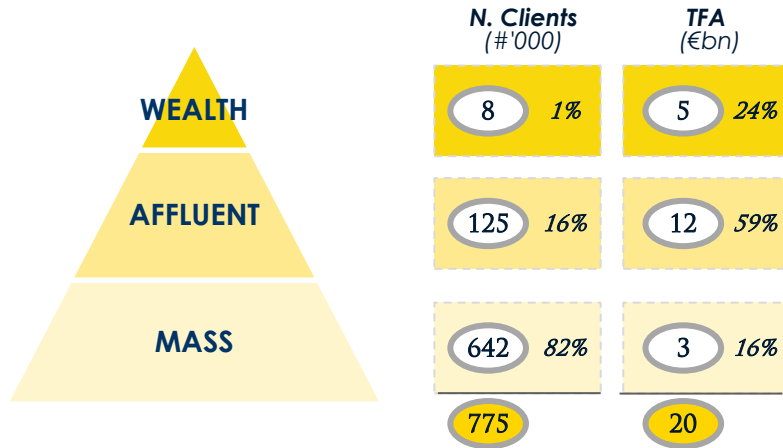 N. Clients TFA
(#'000) (€bn)
WEALTH 8 1% 5 24%
AFFLUENT 125 16% 12 59%
MASS 642 82% 3 16%
775 20